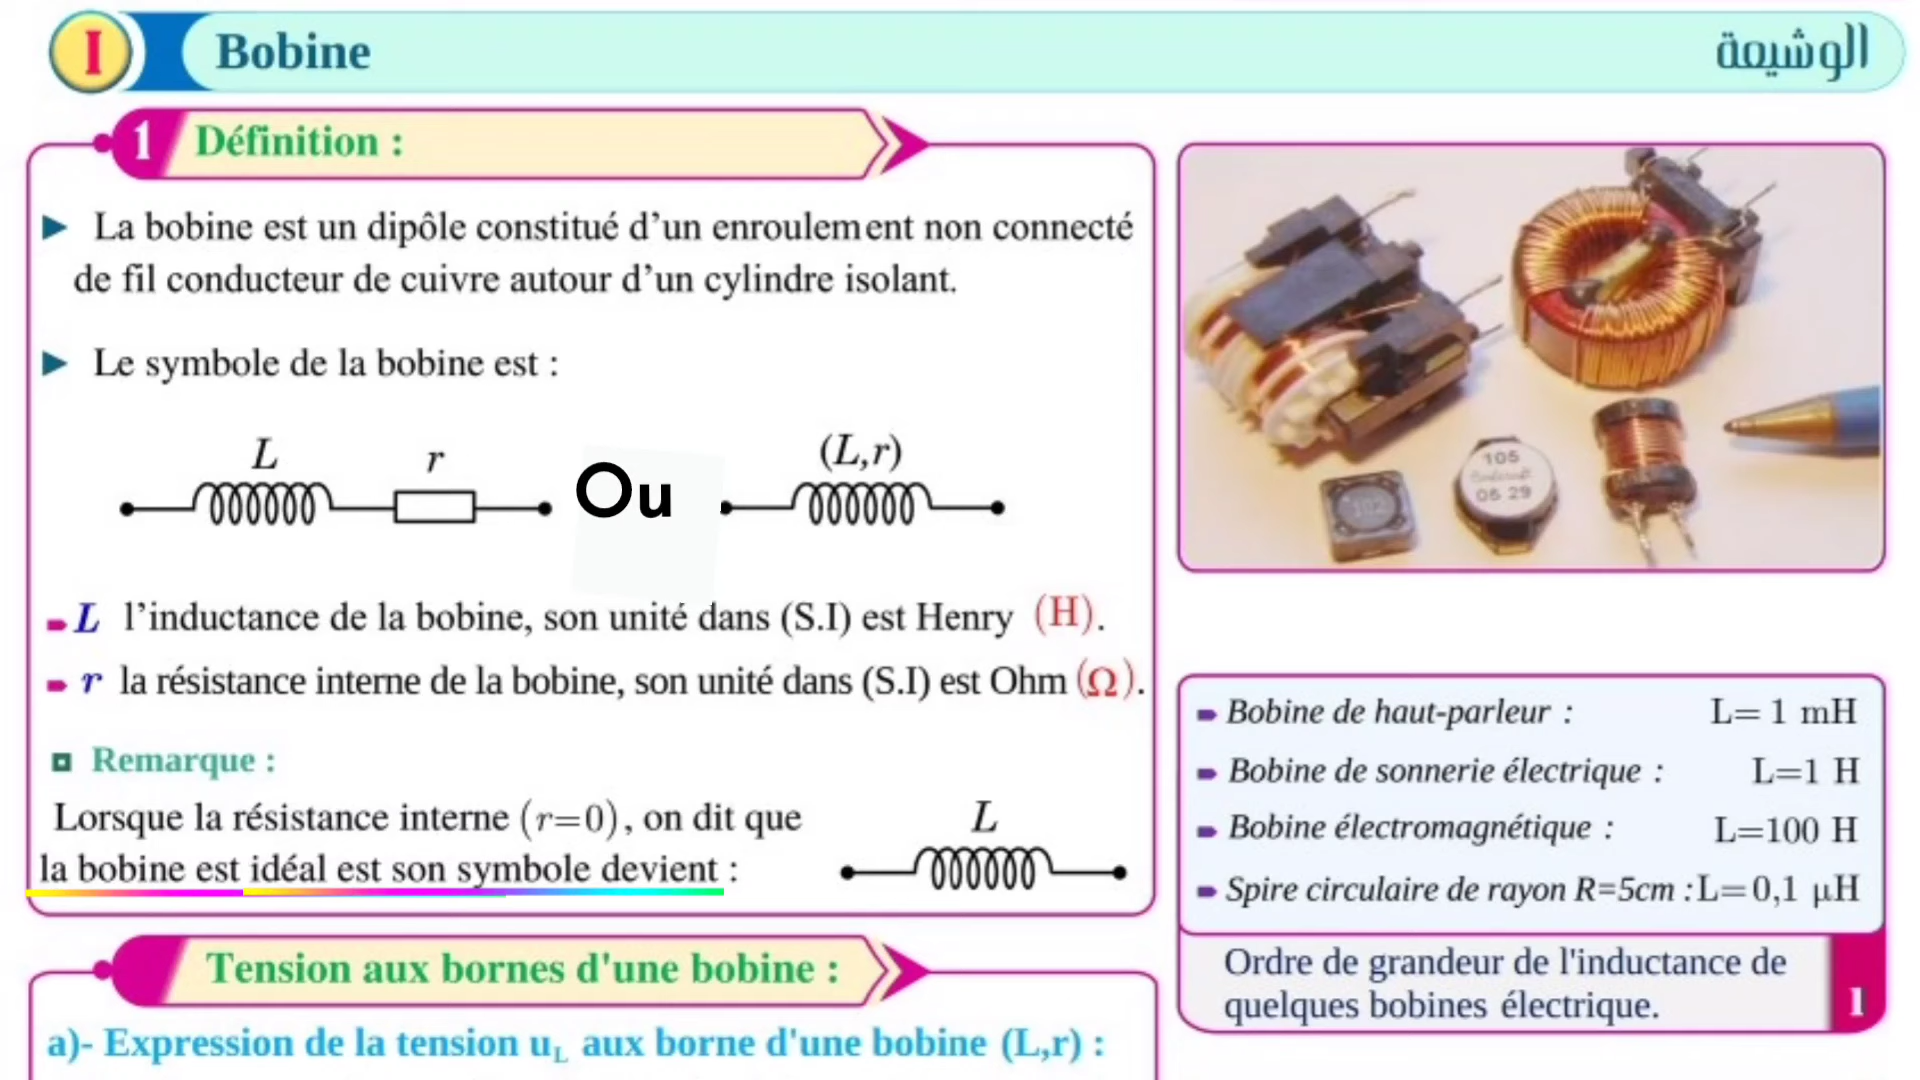 I Bobine الوشيعة
1 Définition :
La bobine est un dipôle constitué d’un enroulement non connecté
de fil conducteur de cuivre autour d’un cylindre isolant.
Le symbole de la bobine est :
L r Ou (L,r)
L l’inductance de la bobine, son unité dans (S.I) est Henry (H).
r la résistance interne de la bobine, son unité dans (S.I) est Ohm (Ω).
Remarque :
Lorsque la résistance interne (r=0), on dit que
la bobine est idéal est son symbole devient :
L
105
05 29
102
Bobine de haut-parleur : L= 1 mH
Bobine de sonnerie électrique : L=1 H
Bobine électromagnétique : L=100 H
Spire circulaire de rayon R=5cm : L=0,1 μH
Ordre de grandeur de l'inductance de
quelques bobines électrique.
1
Tension aux bornes d'une bobine :
a)- Expression de la tension uL aux borne d'une bobine (L,r) :